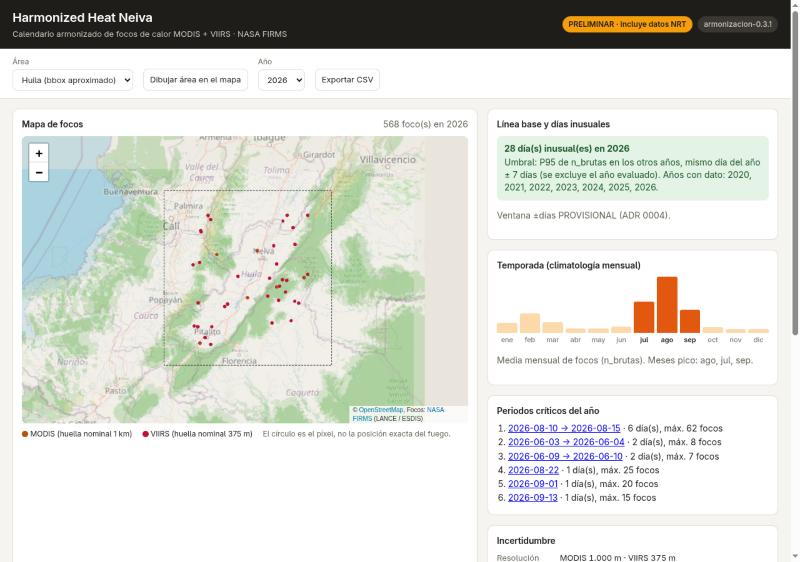 Harmonized Heat Neiva
Calendario armonizado de focos de calor MODIS + VIIRS · NASA FIRMS
PRELIMINAR · incluye datos NRT
armonizacion-0.3.1
Área
Año
Huila (bbox aproximado)
Dibujar área en el mapa
2026
Exportar CSV
Mapa de focos
568 foco(s) en 2026
+
−
Armenia
Ibagué
Girardot
Villavicencio
Valle del
Cauca
Tolima
Buenaventura
Palmira
Cali
Neiva
Huila
Popayán
Cauca
Pitalito
Florencia
Nariño
Pasto
Caquetá
© OpenStreetMap, Focos: NASA
FIRMS (LANCE / ESDIS)
MODIS (huella nominal 1 km)
VIIRS (huella nominal 375 m)
El círculo es el píxel, no la posición exacta del fuego.
Línea base y días inusuales
28 día(s) inusual(es) en 2026
Umbral: P95 de n_brutas en los otros años, mismo día del año
± 7 días (se excluye el año evaluado). Años con dato: 2020,
2021, 2022, 2023, 2024, 2025, 2026.
Ventana ±días PROVISIONAL (ADR 0004).
Temporada (climatología mensual)
ene feb mar abr may jun jul ago sep oct nov dic
Media mensual de focos (n_brutas). Meses pico: ago, jul, sep.
Periodos críticos del año
1. 2026-08-10 → 2026-08-15 · 6 día(s), máx. 62 focos
2. 2026-06-03 → 2026-06-04 · 2 día(s), máx. 8 focos
3. 2026-06-09 → 2026-06-10 · 2 día(s), máx. 7 focos
4. 2026-08-22 · 1 día(s), máx. 25 focos
5. 2026-09-01 · 1 día(s), máx. 20 focos
6. 2026-09-13 · 1 día(s), máx. 15 focos
Incertidumbre
Resolución MODIS 1.000 m · VIIRS 375 m